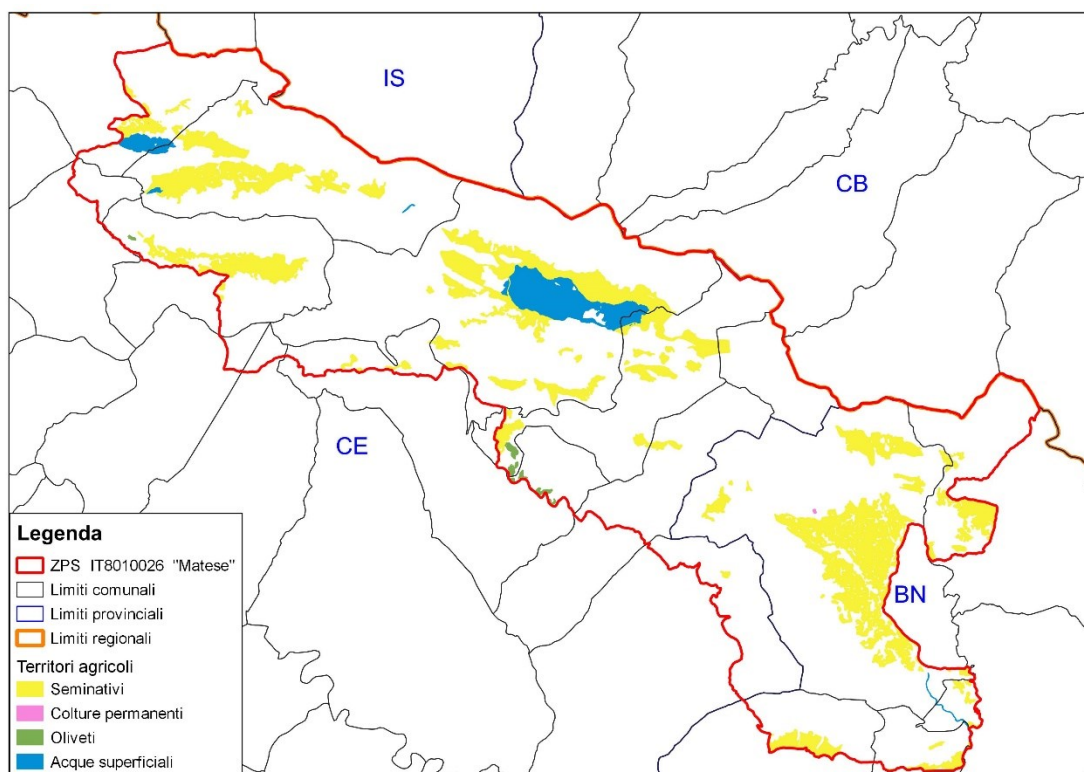 IS
CB
CE
BN
Legenda
ZPS IT8010026 "Matese"
Limiti comunali
Limiti provinciali
Limiti regionali
Territori agricoli
Seminativi
Colture permanenti
Oliveti
Acque superficiali